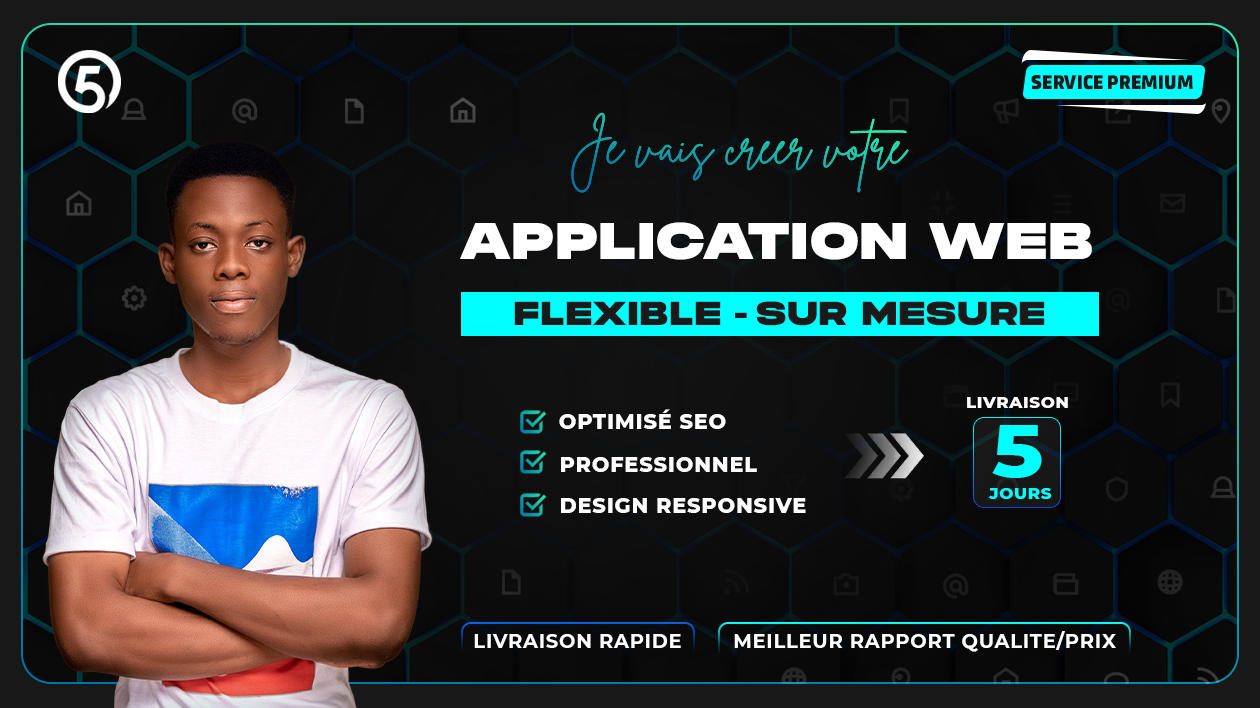 5
SERVICE PREMIUM
Je vais creer votre
APPLICATION WEB
FLEXIBLE - SUR MESURE
OPTIMISÉ SEO
PROFESSIONNEL
DESIGN RESPONSIVE
LIVRAISON
5
JOURS
LIVRAISON RAPIDE
MEILLEUR RAPPORT QUALITE/PRIX